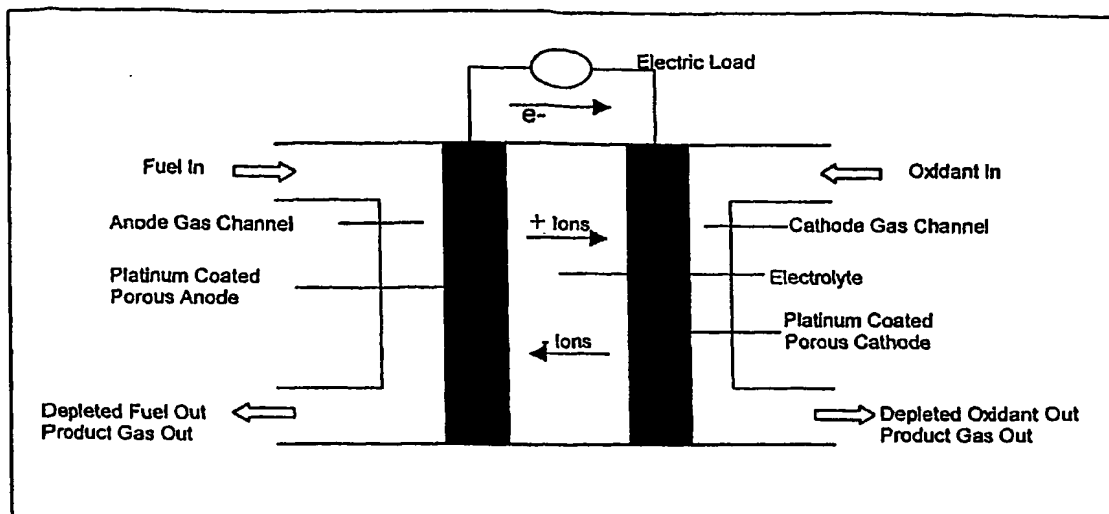 Electric Load
e-
Fuel In
Oxidant In
Anode Gas Channel
+ Ions
Cathode Gas Channel
Platinum Coated
Porous Anode
Electrolyte
- Ions
Platinum Coated
Porous Cathode
Depleted Fuel Out
Product Gas Out
Depleted Oxidant Out
Product Gas Out